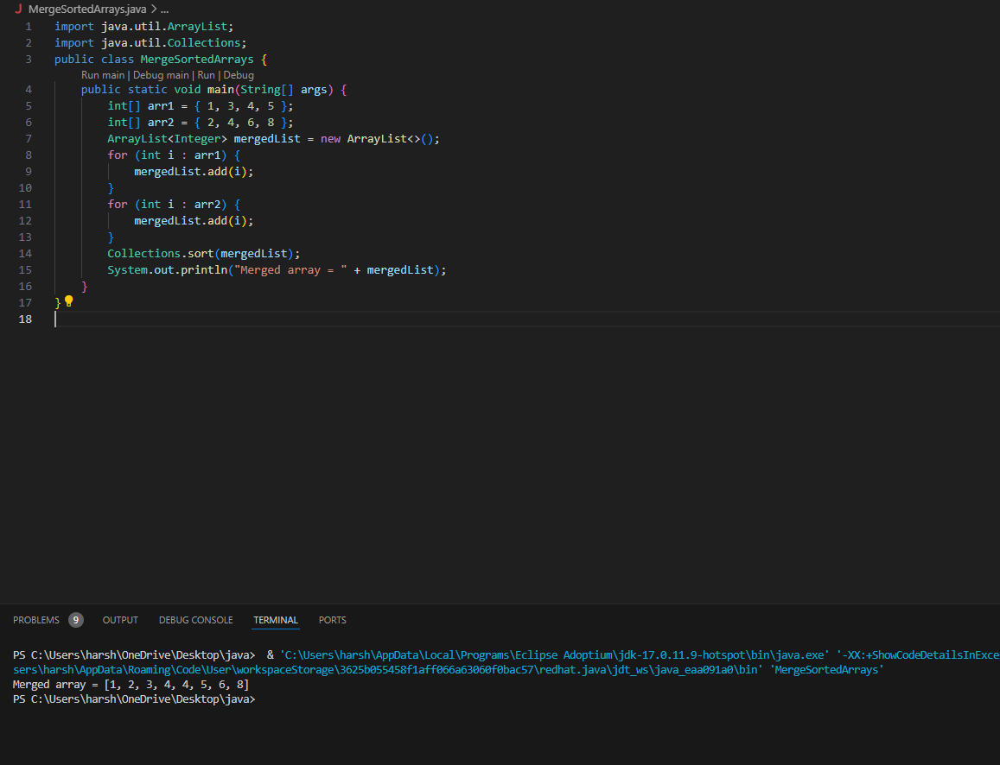 J MergeSortedArrays.java > ...
1 import java.util.ArrayList;
2 import java.util.Collections;
3 public class MergeSortedArrays {
Run main | Debug main | Run | Debug
4 public static void main(String[] args) {
5 int[] arr1 = { 1, 3, 4, 5 };
6 int[] arr2 = { 2, 4, 6, 8 };
7 ArrayList<Integer> mergedList = new ArrayList<>();
8 for (int i : arr1) {
9 mergedList.add(i);
10 }
11 for (int i : arr2) {
12 mergedList.add(i);
13 }
14 Collections.sort(mergedList);
15 System.out.println("Merged array = " + mergedList);
16 }
17 }
18
PROBLEMS 9 OUTPUT DEBUG CONSOLE TERMINAL PORTS
PS C:\Users\harsh\OneDrive\Desktop\java> & 'C:\Users\harsh\AppData\Local\Programs\Eclipse Adoptium\jdk-17.0.11.9-hotspot\bin\java.exe' '-XX:+ShowCodeDetailsInExce
sers\harsh\AppData\Roaming\Code\User\workspaceStorage\3625b055458f1aff066a63060f0bac57\redhat.java\jdt_ws\java_eaa091a0\bin' 'MergeSortedArrays'
Merged array = [1, 2, 3, 4, 4, 5, 6, 8]
PS C:\Users\harsh\OneDrive\Desktop\java>